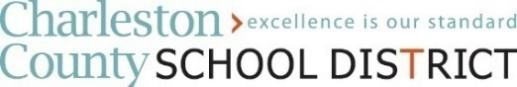 Charleston > excellence is our standard
County SCHOOL DISTRICT